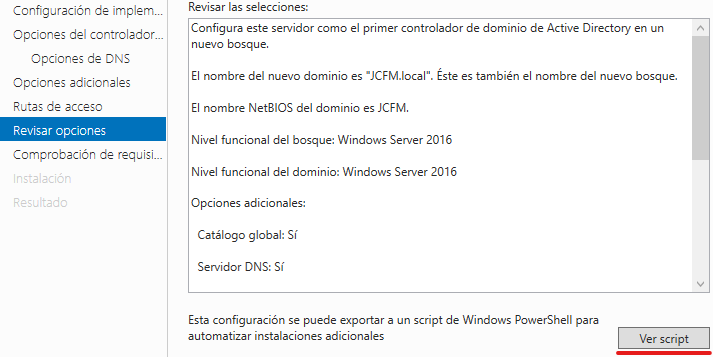 Configuración de implem...
Opciones del controlador...
Opciones de DNS
Opciones adicionales
Rutas de acceso
Revisar opciones
Comprobación de requisi...
Instalación
Resultado
Revisar las selecciones:
Configura este servidor como el primer controlador de dominio de Active Directory en un
nuevo bosque.
El nombre del nuevo dominio es "JCFM.local". Éste es también el nombre del nuevo bosque.
El nombre NetBIOS del dominio es JCFM.
Nivel funcional del bosque: Windows Server 2016
Nivel funcional del dominio: Windows Server 2016
Opciones adicionales:
Catálogo global: Sí
Servidor DNS: Sí
Esta configuración se puede exportar a un script de Windows PowerShell para
automatizar instalaciones adicionales
Ver script